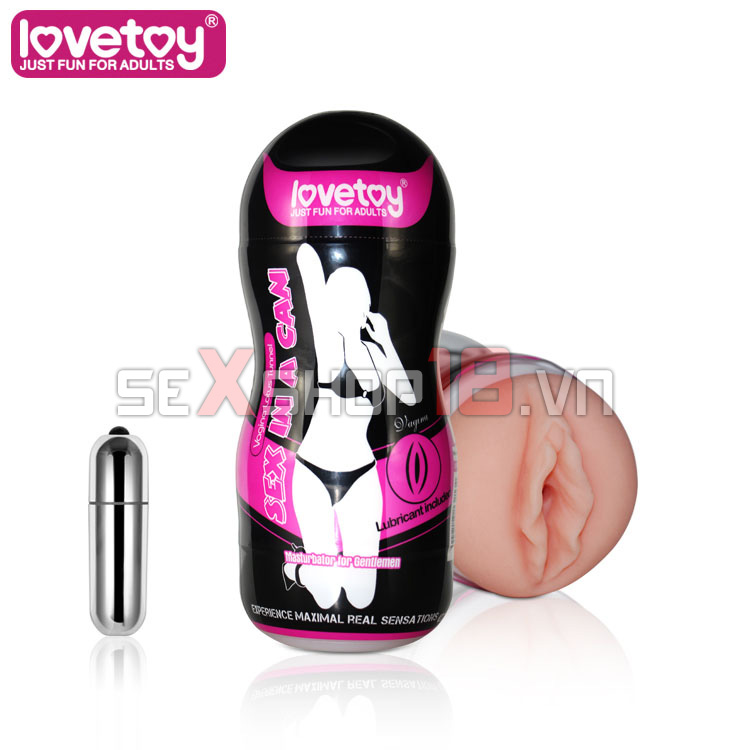 lovetoy®
JUST FUN FOR ADULTS
lovetoy®
JUST FUN FOR ADULTS
SEX IN A CAN
Tunnel
SEXSHOP18.VN
Vagina
Lubricant included
Masturbator for Gentlemen
EXPERIENCE MAXIMAL REAL SENSATIONS